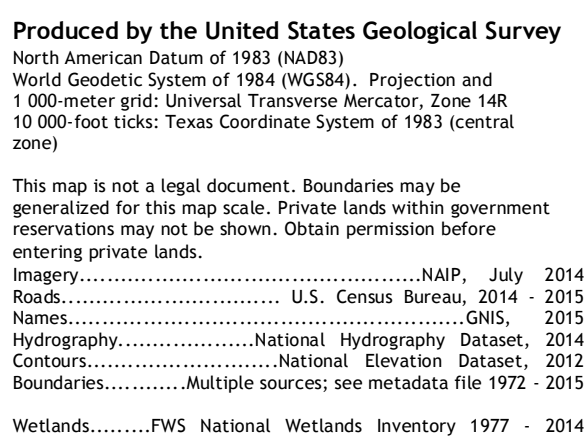 Produced by the United States Geological Survey
North American Datum of 1983 (NAD83)
World Geodetic System of 1984 (WGS84). Projection and
1 000-meter grid: Universal Transverse Mercator, Zone 14R
10 000-foot ticks: Texas Coordinate System of 1983 (central
zone)
This map is not a legal document. Boundaries may be
generalized for this map scale. Private lands within government
reservations may not be shown. Obtain permission before
entering private lands.
Imagery.................................................NAIP, July 2014
Roads............................... U.S. Census Bureau, 2014 - 2015
Names.........................................................GNIS, 2015
Hydrography....................National Hydrography Dataset, 2014
Contours............................National Elevation Dataset, 2012
Boundaries............Multiple sources; see metadata file 1972 - 2015
Wetlands.........FWS National Wetlands Inventory 1977 - 2014